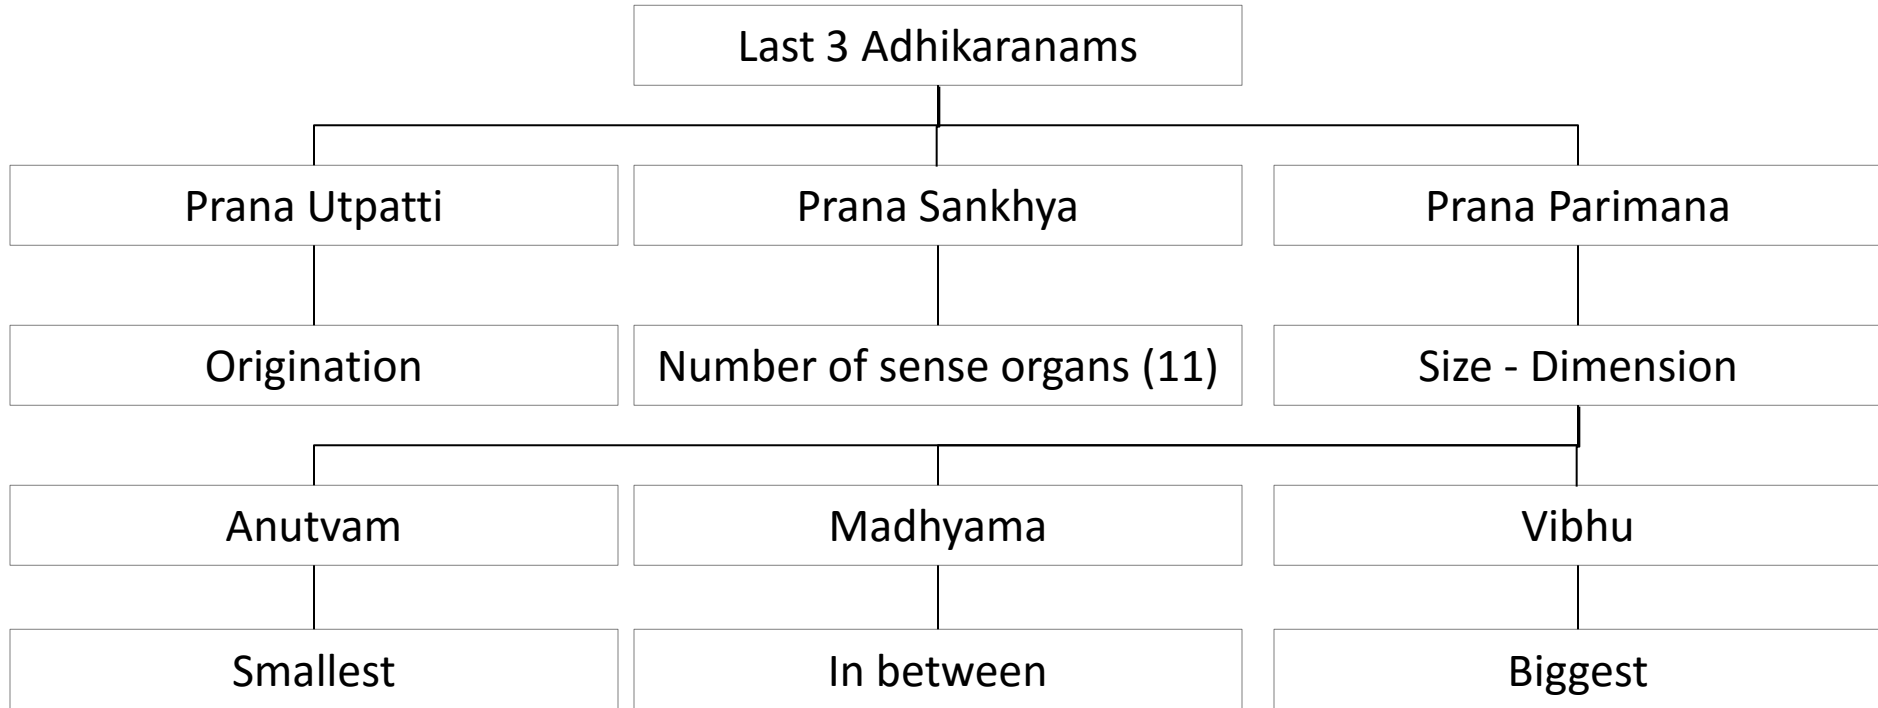 Last 3 Adhikaranams
Prana Utpatti
Prana Sankhya
Prana Parimana
Origination
Number of sense organs (11)
Size - Dimension
Anutvam
Madhyama
Vibhu
Smallest
In between
Biggest